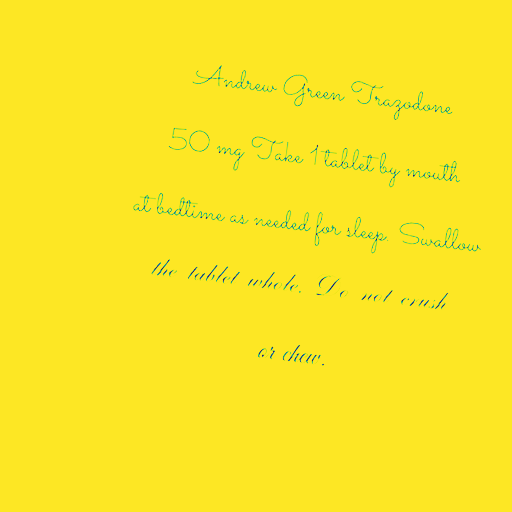 Andrew Green Trazodone
50 mg Take 1 tablet by mouth
at bedtime as needed for sleep. Swallow
the tablet whole. Do not crush
or chew.